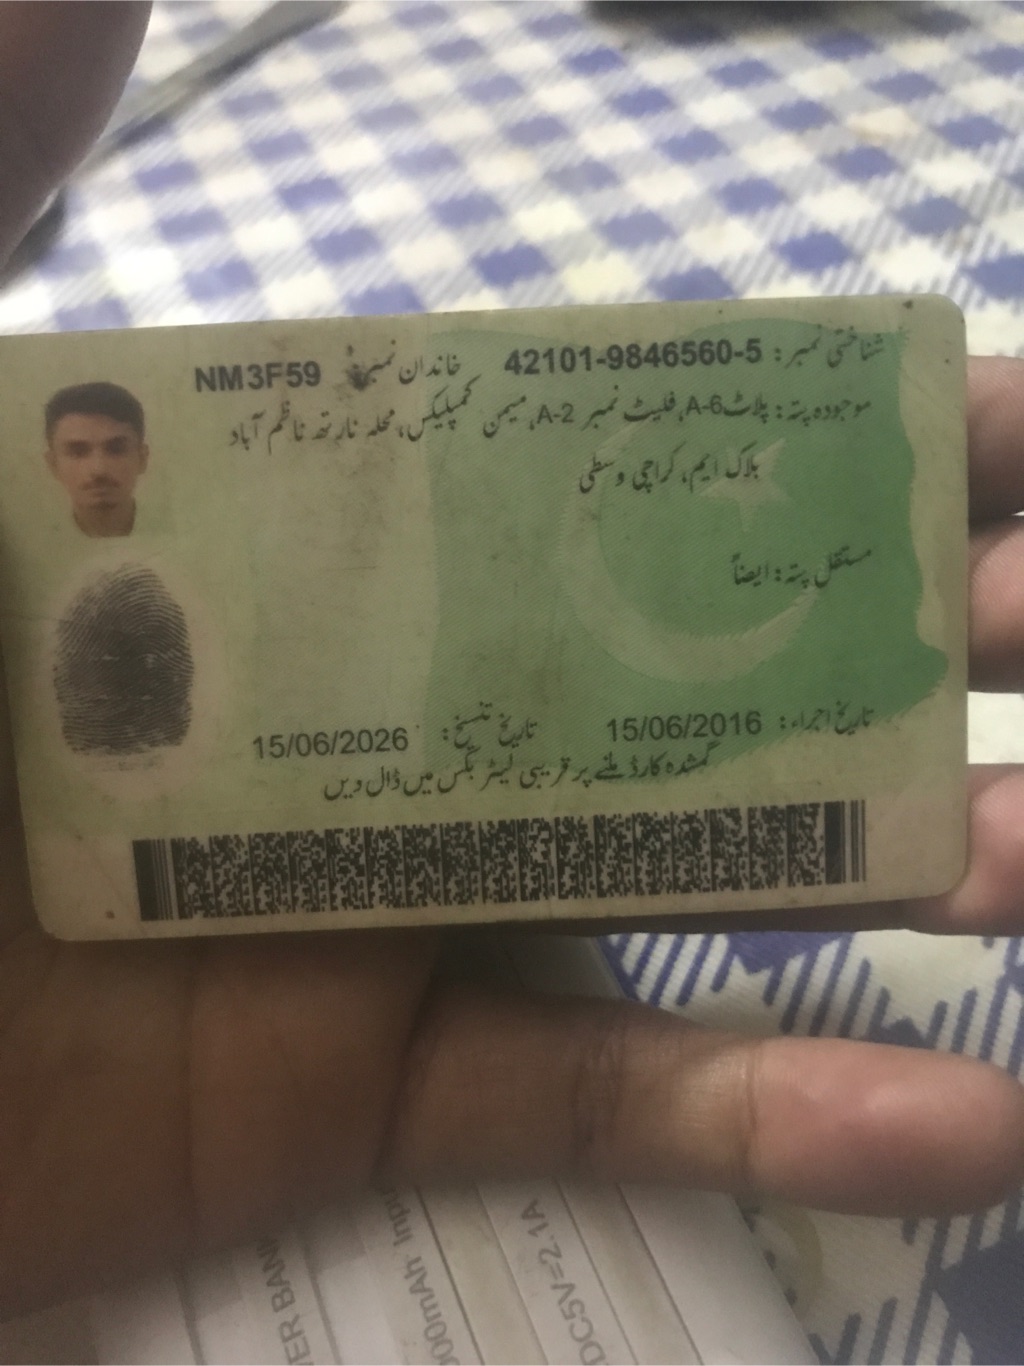 شناختی نمبر: 42101-9846560-5 خاندان نمبر: NM3F59
موجودہ پتہ: پلاٹ A-6، فلیٹ نمبر A-2، میمن کمپلیکس، محلہ نارتھ ناظم آباد
بلاک ایم، کراچی وسطی
مستقل پتہ: ایضاً
تاریخ اجراء: 15/06/2016 تاریخ تنسیخ: 15/06/2026
گمشدہ کارڈ ملنے پر قریبی لیٹر بکس میں ڈال دیں
DC5V=2.1A